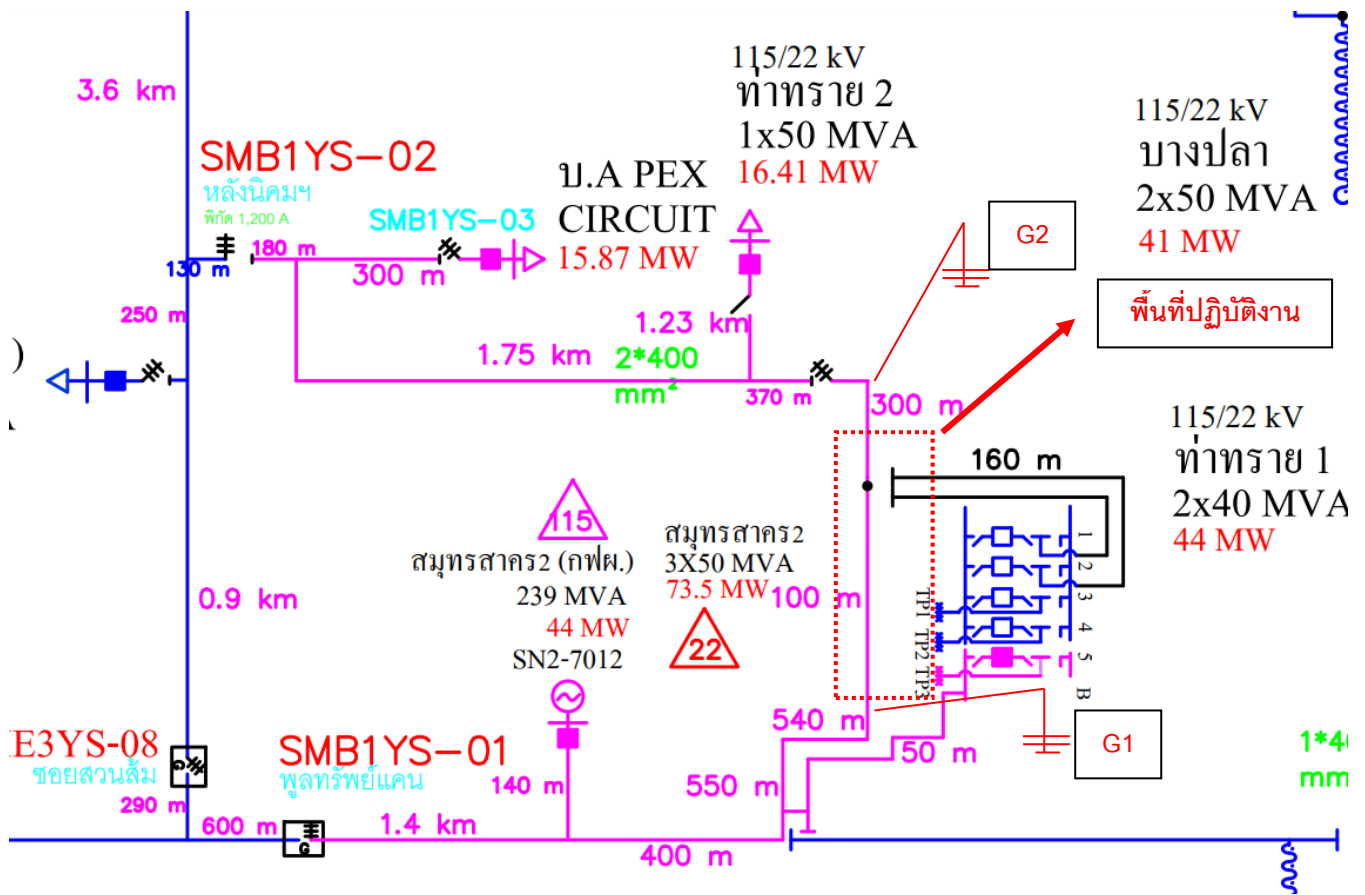 3.6 km
SMB1YS-02
หลังนิคมฯ
พิกัด 1,200 A
130 m
180 m
250 m
SMB1YS-03
300 m
บ.A PEX
CIRCUIT
15.87 MW
115/22 kV
ท่าทราย 2
1x50 MVA
16.41 MW
1.23 km
1.75 km
2*400
mm²
370 m
300 m
G2
115/22 kV
บางปลา
2x50 MVA
41 MW
พื้นที่ปฏิบัติงาน
)
115/22 kV
ท่าทราย 1
2x40 MVA
44 MW
160 m
1
2
3
4
5
B
TP1
TP2
TP3
100 m
115
สมุทรสาคร2 (กฟผ.)
239 MVA
44 MW
SN2-7012
สมุทรสาคร2
3X50 MVA
73.5 MW
22
0.9 km
540 m
50 m
G1
1*40
mm
E3YS-08
ซอยสวนส้ม
G
290 m
600 m
SMB1YS-01
พูลทรัพย์แคน
G
1.4 km
140 m
550 m
400 m